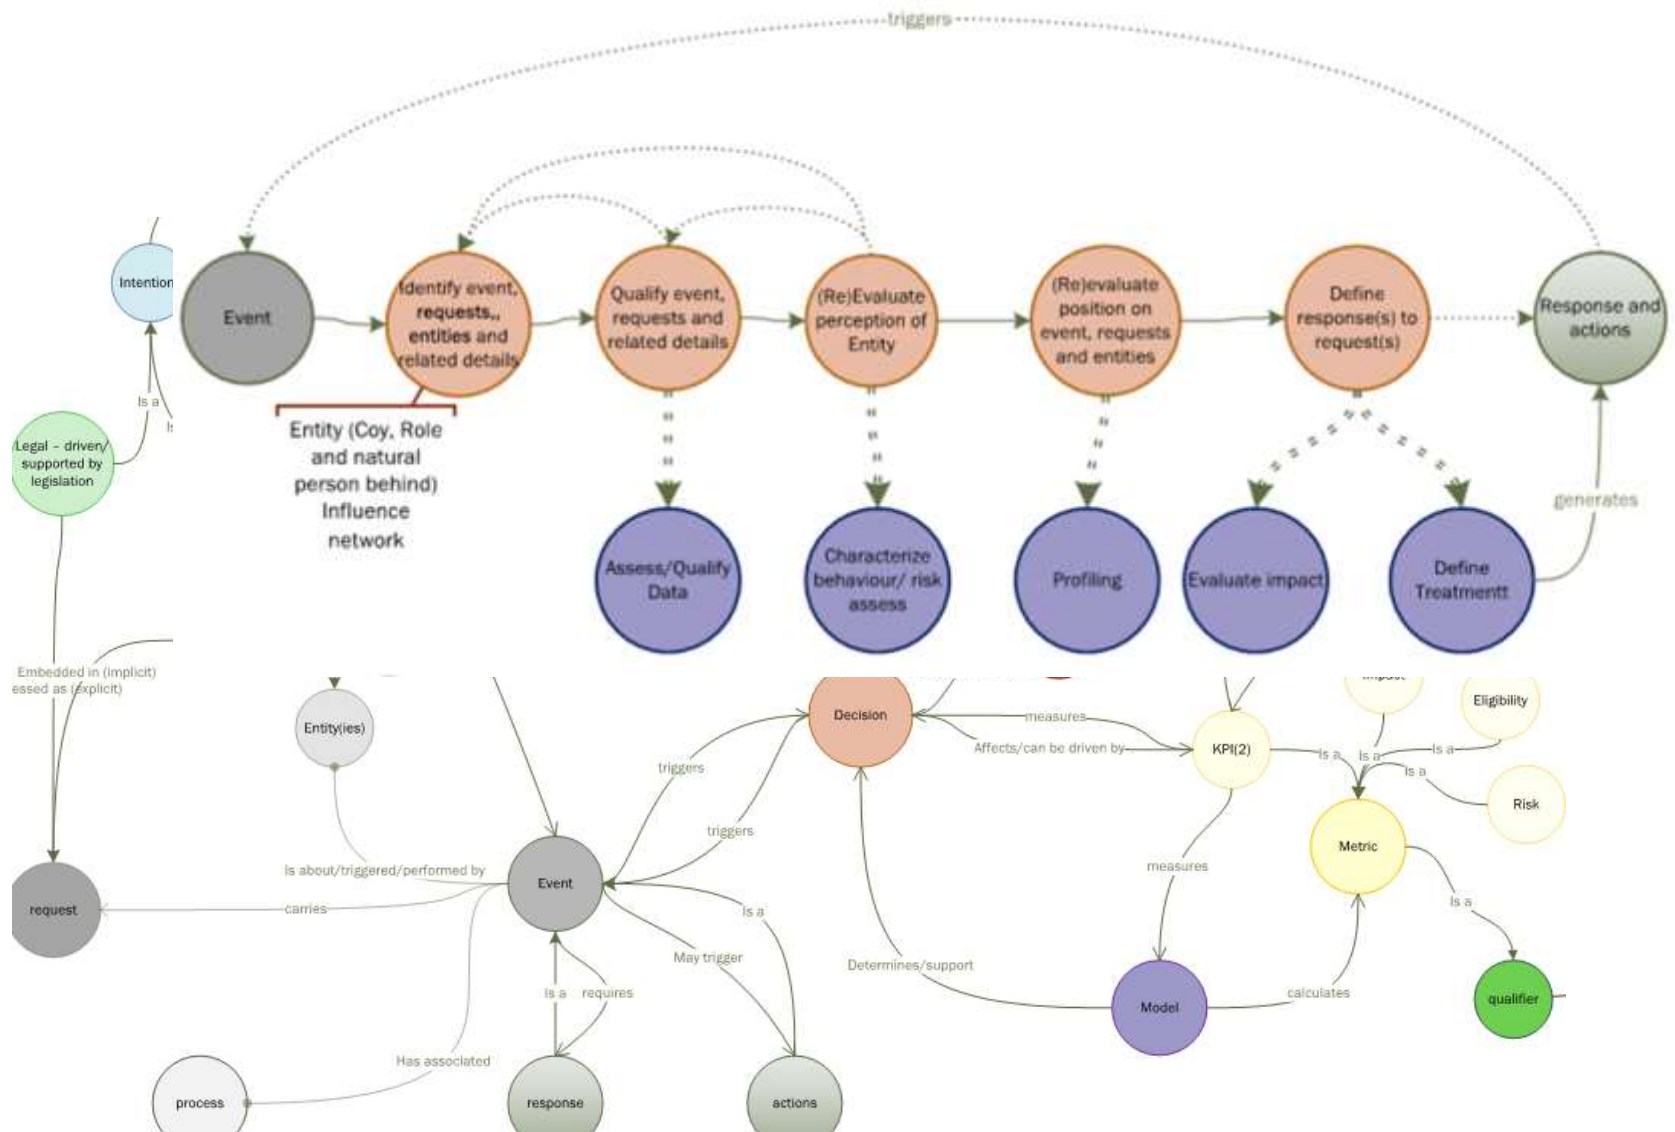 triggers
Intention
Event
Identify event,
requests,,
entities and
related details
Qualify event,
requests and
related details
(Re)Evaluate
perception of
Entity
(Re)evaluate
position on
event, requests
and entities
Define
response(s) to
request(s)
Response and
actions
Is a
Legal – driven/
supported by
legislation
Entity (Coy, Role
and natural
person behind)
Influence
network
generates
Assess/Qualify
Data
Characterize
behaviour/ risk
assess
Profiling
Evaluate impact
Define
Treatmentt
Embedded in (implicit)
essed as (explicit)
Entity(ies)
Decision
measures
Affects/can be driven by
KPI(2)
Eligibility
Is a
Is a
Is a
Is a
Risk
triggers
triggers
Metric
measures
Is about/triggered/performed by
Event
request
carries
Is a
Is a
May trigger
Determines/support
Is a
requires
calculates
Model
qualifier
Has associated
process
response
actions